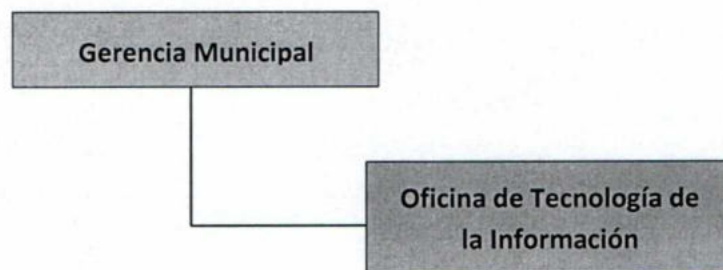 Gerencia Municipal
Oficina de Tecnología de
la Información